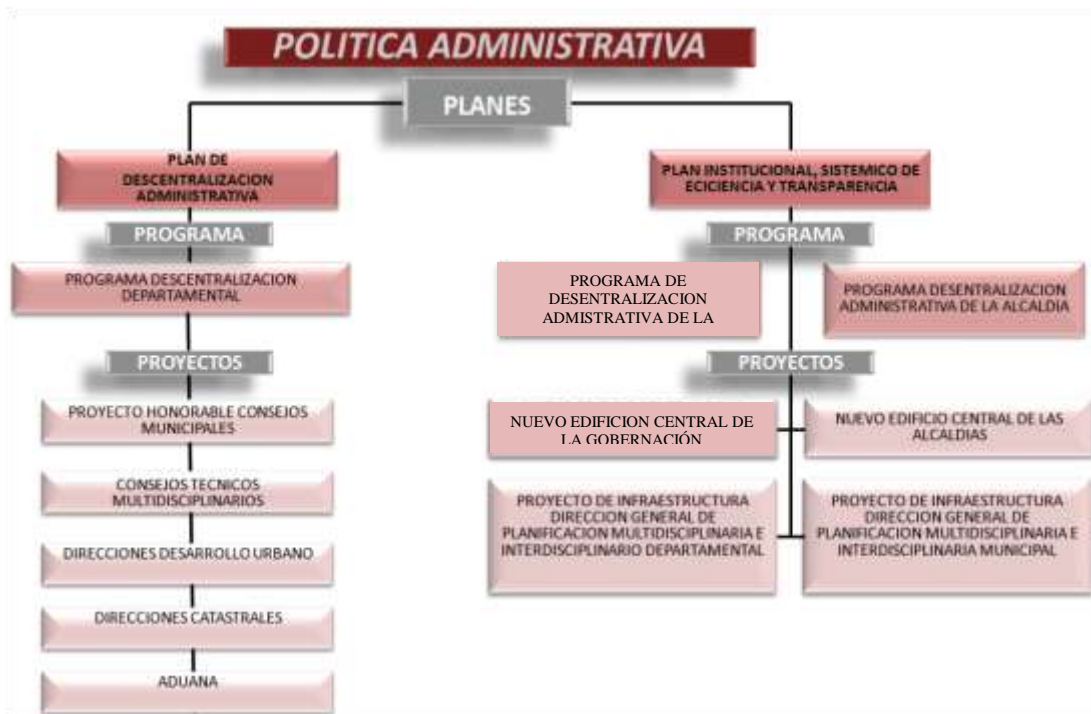 POLITICA ADMINISTRATIVA
PLANES
PLAN DE
DESCENTRALIZACION
ADMINISTRATIVA
PROGRAMA
PROGRAMA DESCENTRALIZACION
DEPARTAMENTAL
PROYECTOS
PROYECTO HONORABLE CONSEJOS
MUNICIPALES
CONSEJOS TECNICOS
MULTIDISCIPLINARIOS
DIRECCIONES DESARROLLO URBANO
DIRECCIONES CATASTRALES
ADUANA
PLAN INSTITUCIONAL, SISTEMICO DE
ECICIENCIA Y TRANSPARENCIA
PROGRAMA
PROGRAMA DE
DESENTRALIZACION
ADMISTRATIVA DE LA
PROGRAMA DESENTRALIZACION
ADMINISTRATIVA DE LA ALCALDIA
PROYECTOS
NUEVO EDIFICION CENTRAL DE
LA GOBERNACIÓN
NUEVO EDIFICIO CENTRAL DE LAS
ALCALDIAS
PROYECTO DE INFRAESTRUCTURA
DIRECCION GENERAL DE
PLANIFICACION MULTIDISCIPLINARIA E
INTERDISCIPLINARIO DEPARTAMENTAL
PROYECTO DE INFRAESTRUCTURA
DIRECCION GENERAL DE
PLANIFICACION MULTIDISCIPLINARIA E
INTERDISCIPLINARIA MUNICIPAL